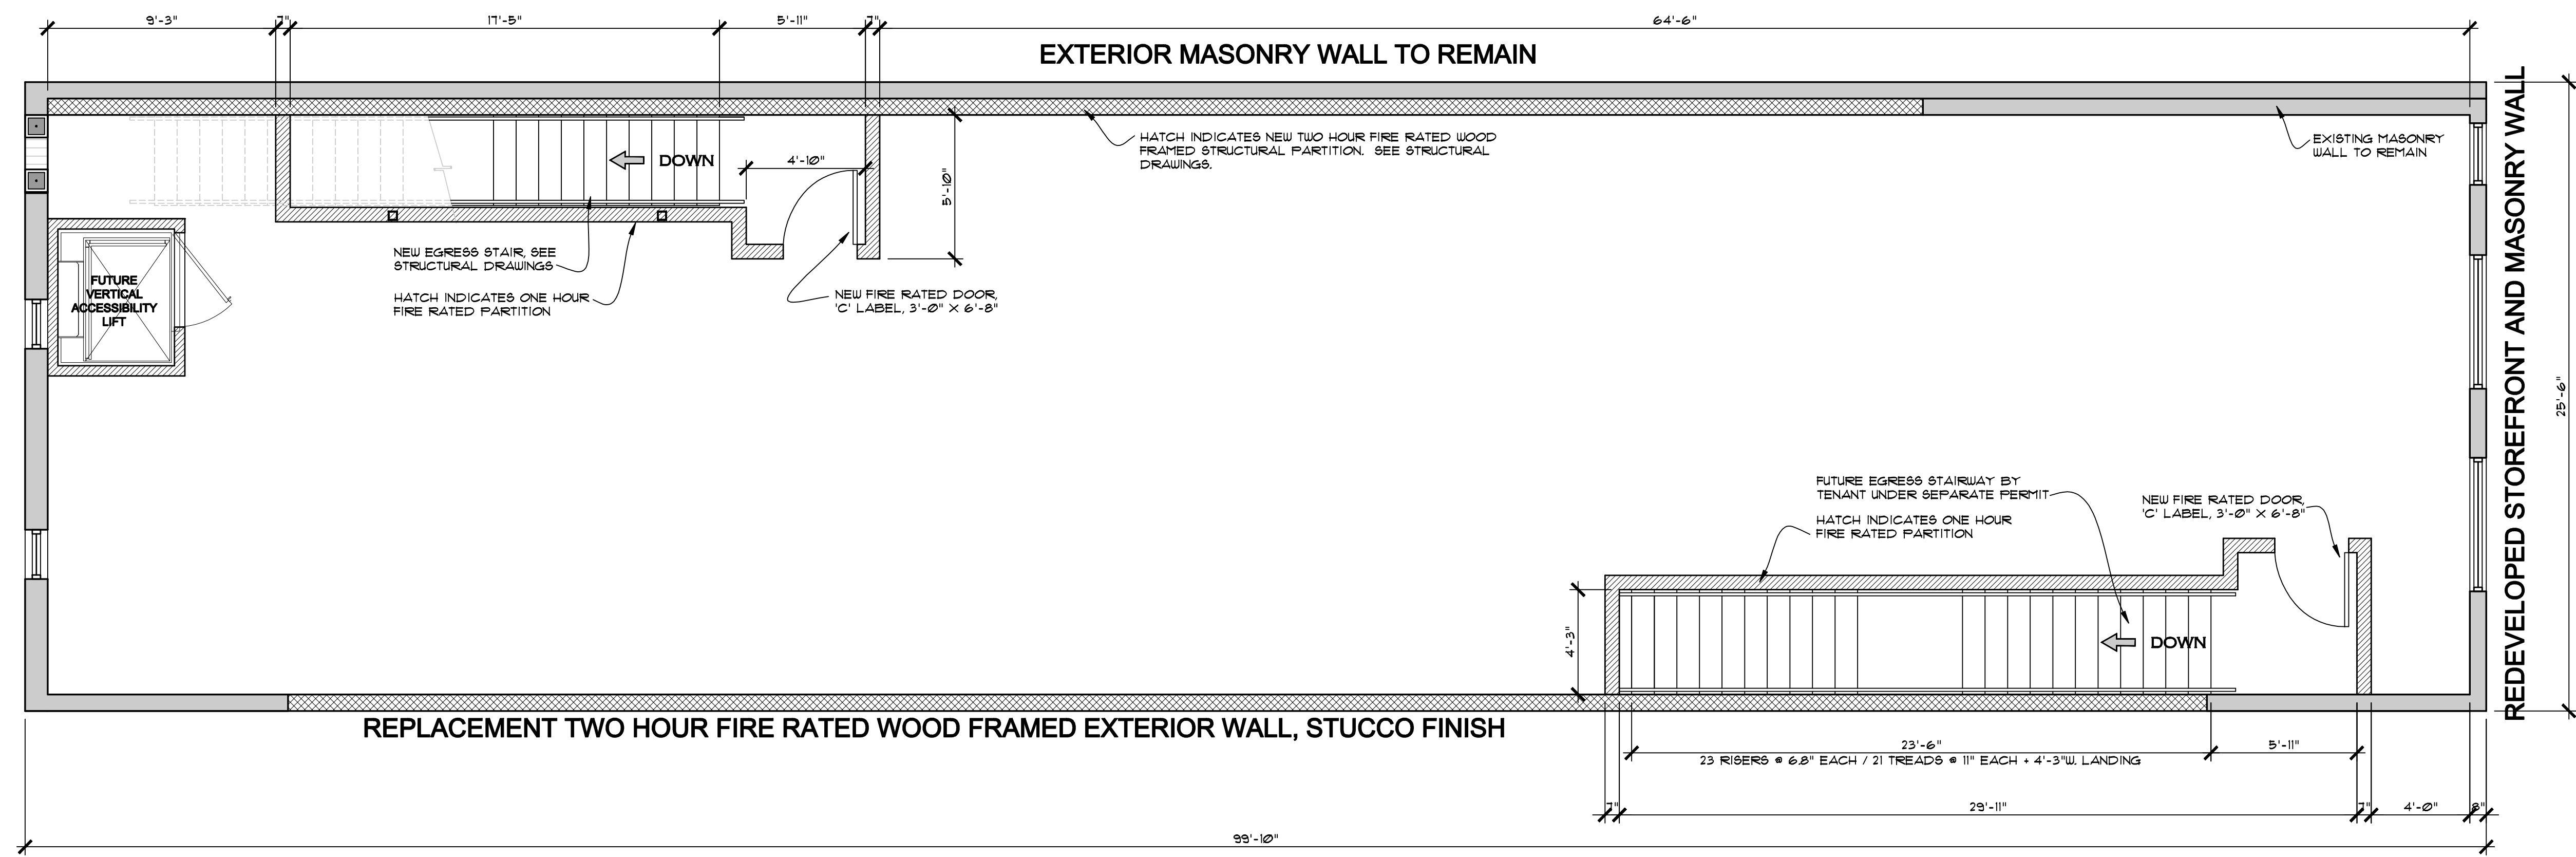 9'-3"
7"
17'-5"
5'-11"
7"
64'-6"
EXTERIOR MASONRY WALL TO REMAIN
HATCH INDICATES NEW TWO HOUR FIRE RATED WOOD
FRAMED STRUCTURAL PARTITION. SEE STRUCTURAL
DRAWINGS.
EXISTING MASONRY
WALL TO REMAIN
DOWN
4'-10"
5'-10"
NEW EGRESS STAIR, SEE
STRUCTURAL DRAWINGS
HATCH INDICATES ONE HOUR
FIRE RATED PARTITION
NEW FIRE RATED DOOR,
'C' LABEL, 3'-0" X 6'-8"
FUTURE
VERTICAL
ACCESSIBILITY
LIFT
REDEVELOPED STOREFRONT AND MASONRY WALL
25'-6"
FUTURE EGRESS STAIRWAY BY
TENANT UNDER SEPARATE PERMIT
HATCH INDICATES ONE HOUR
FIRE RATED PARTITION
NEW FIRE RATED DOOR,
'C' LABEL, 3'-0" X 6'-8"
4'-3"
DOWN
REPLACEMENT TWO HOUR FIRE RATED WOOD FRAMED EXTERIOR WALL, STUCCO FINISH
23'-6"
5'-11"
23 RISERS @ 6.8" EACH / 21 TREADS @ 11" EACH + 4'-3"W. LANDING
7"
29'-11"
7"
4'-0"
8"
99'-10"